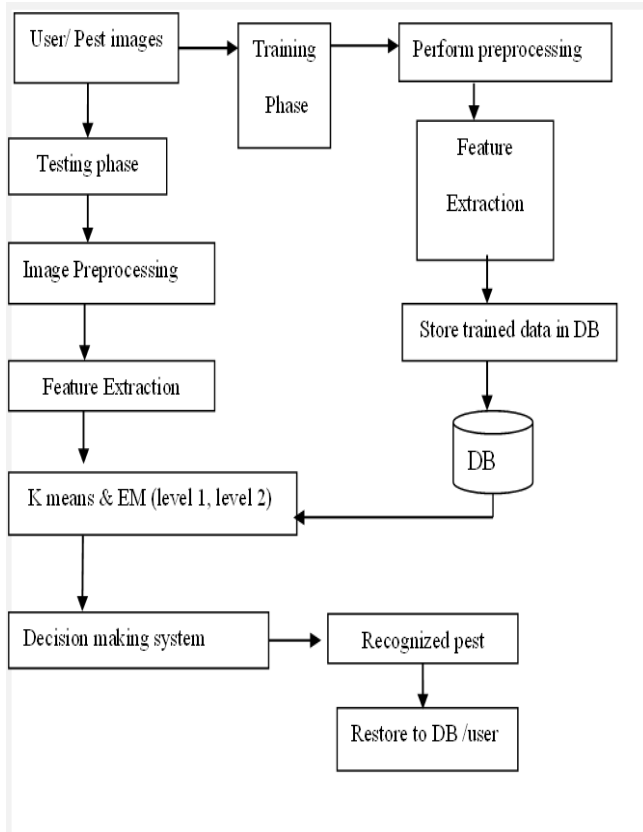 User/ Pest images
Training
Phase
Perform preprocessing
Testing phase
Feature
Extraction
Image Preprocessing
Store trained data in DB
Feature Extraction
DB
K means & EM (level 1, level 2)
Decision making system
Recognized pest
Restore to DB /user